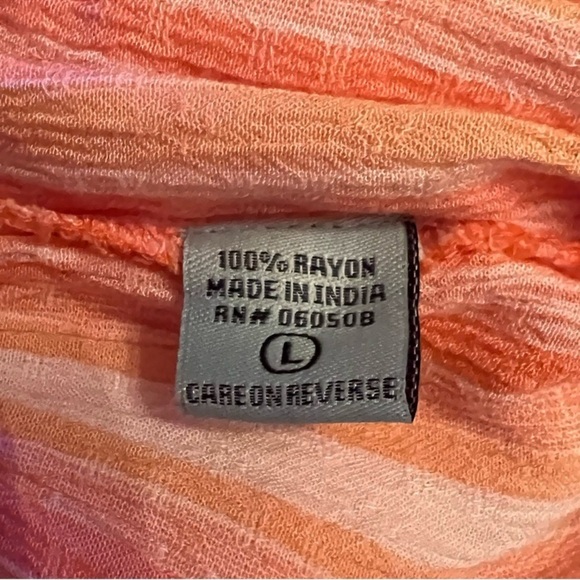 100% RAYON
MADE IN INDIA
RN# 060508
L
CARE ON REVERSE